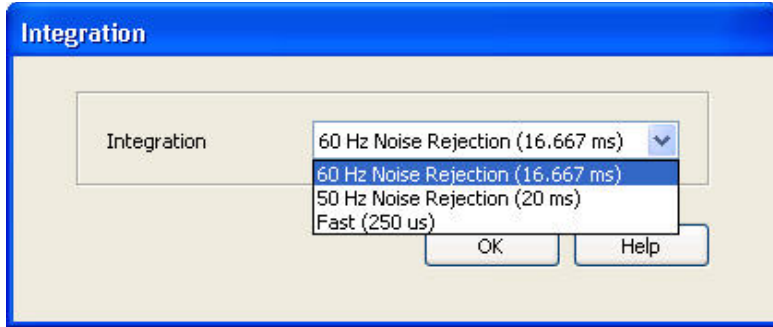 Integration
Integration 60 Hz Noise Rejection (16.667 ms)
60 Hz Noise Rejection (16.667 ms)
50 Hz Noise Rejection (20 ms)
Fast (250 us)
OK Help